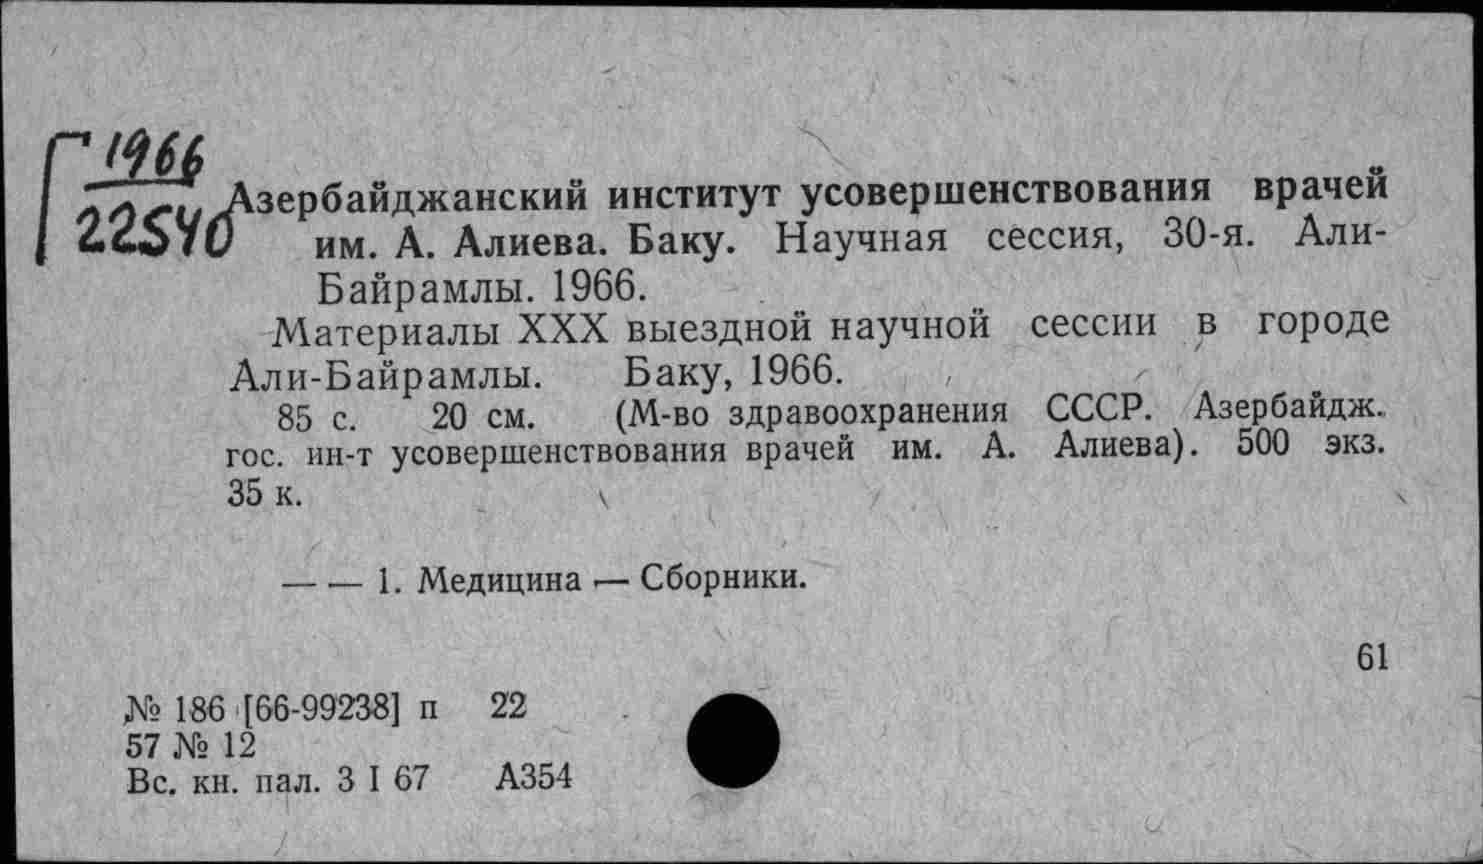 Г 1966
22540
Азербайджанский институт усовершенствования врачей
им. А. Алиева. Баку. Научная сессия, 30-я. Али-
Байрамлы. 1966.
Материалы XXX выездной научной сессии в городе
Али-Байрамлы. Баку, 1966.
85 с. 20 см. (М-во здравоохранения СССР. Азербайдж.
гос. ин-т усовершенствования врачей им. А. Алиева). 500 экз.
35 к.
— — 1. Медицина — Сборники.
61
№ 186 [66-99238] п 22
57 № 12
Вс. кн. пал. 3 I 67 А354